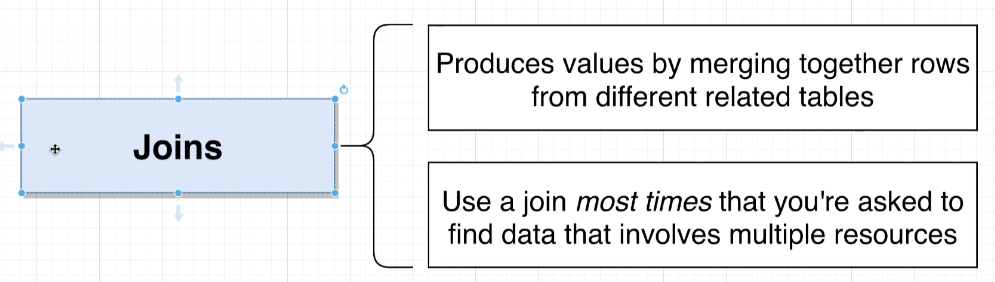 Joins
Produces values by merging together rows
from different related tables
Use a join most times that you're asked to
find data that involves multiple resources